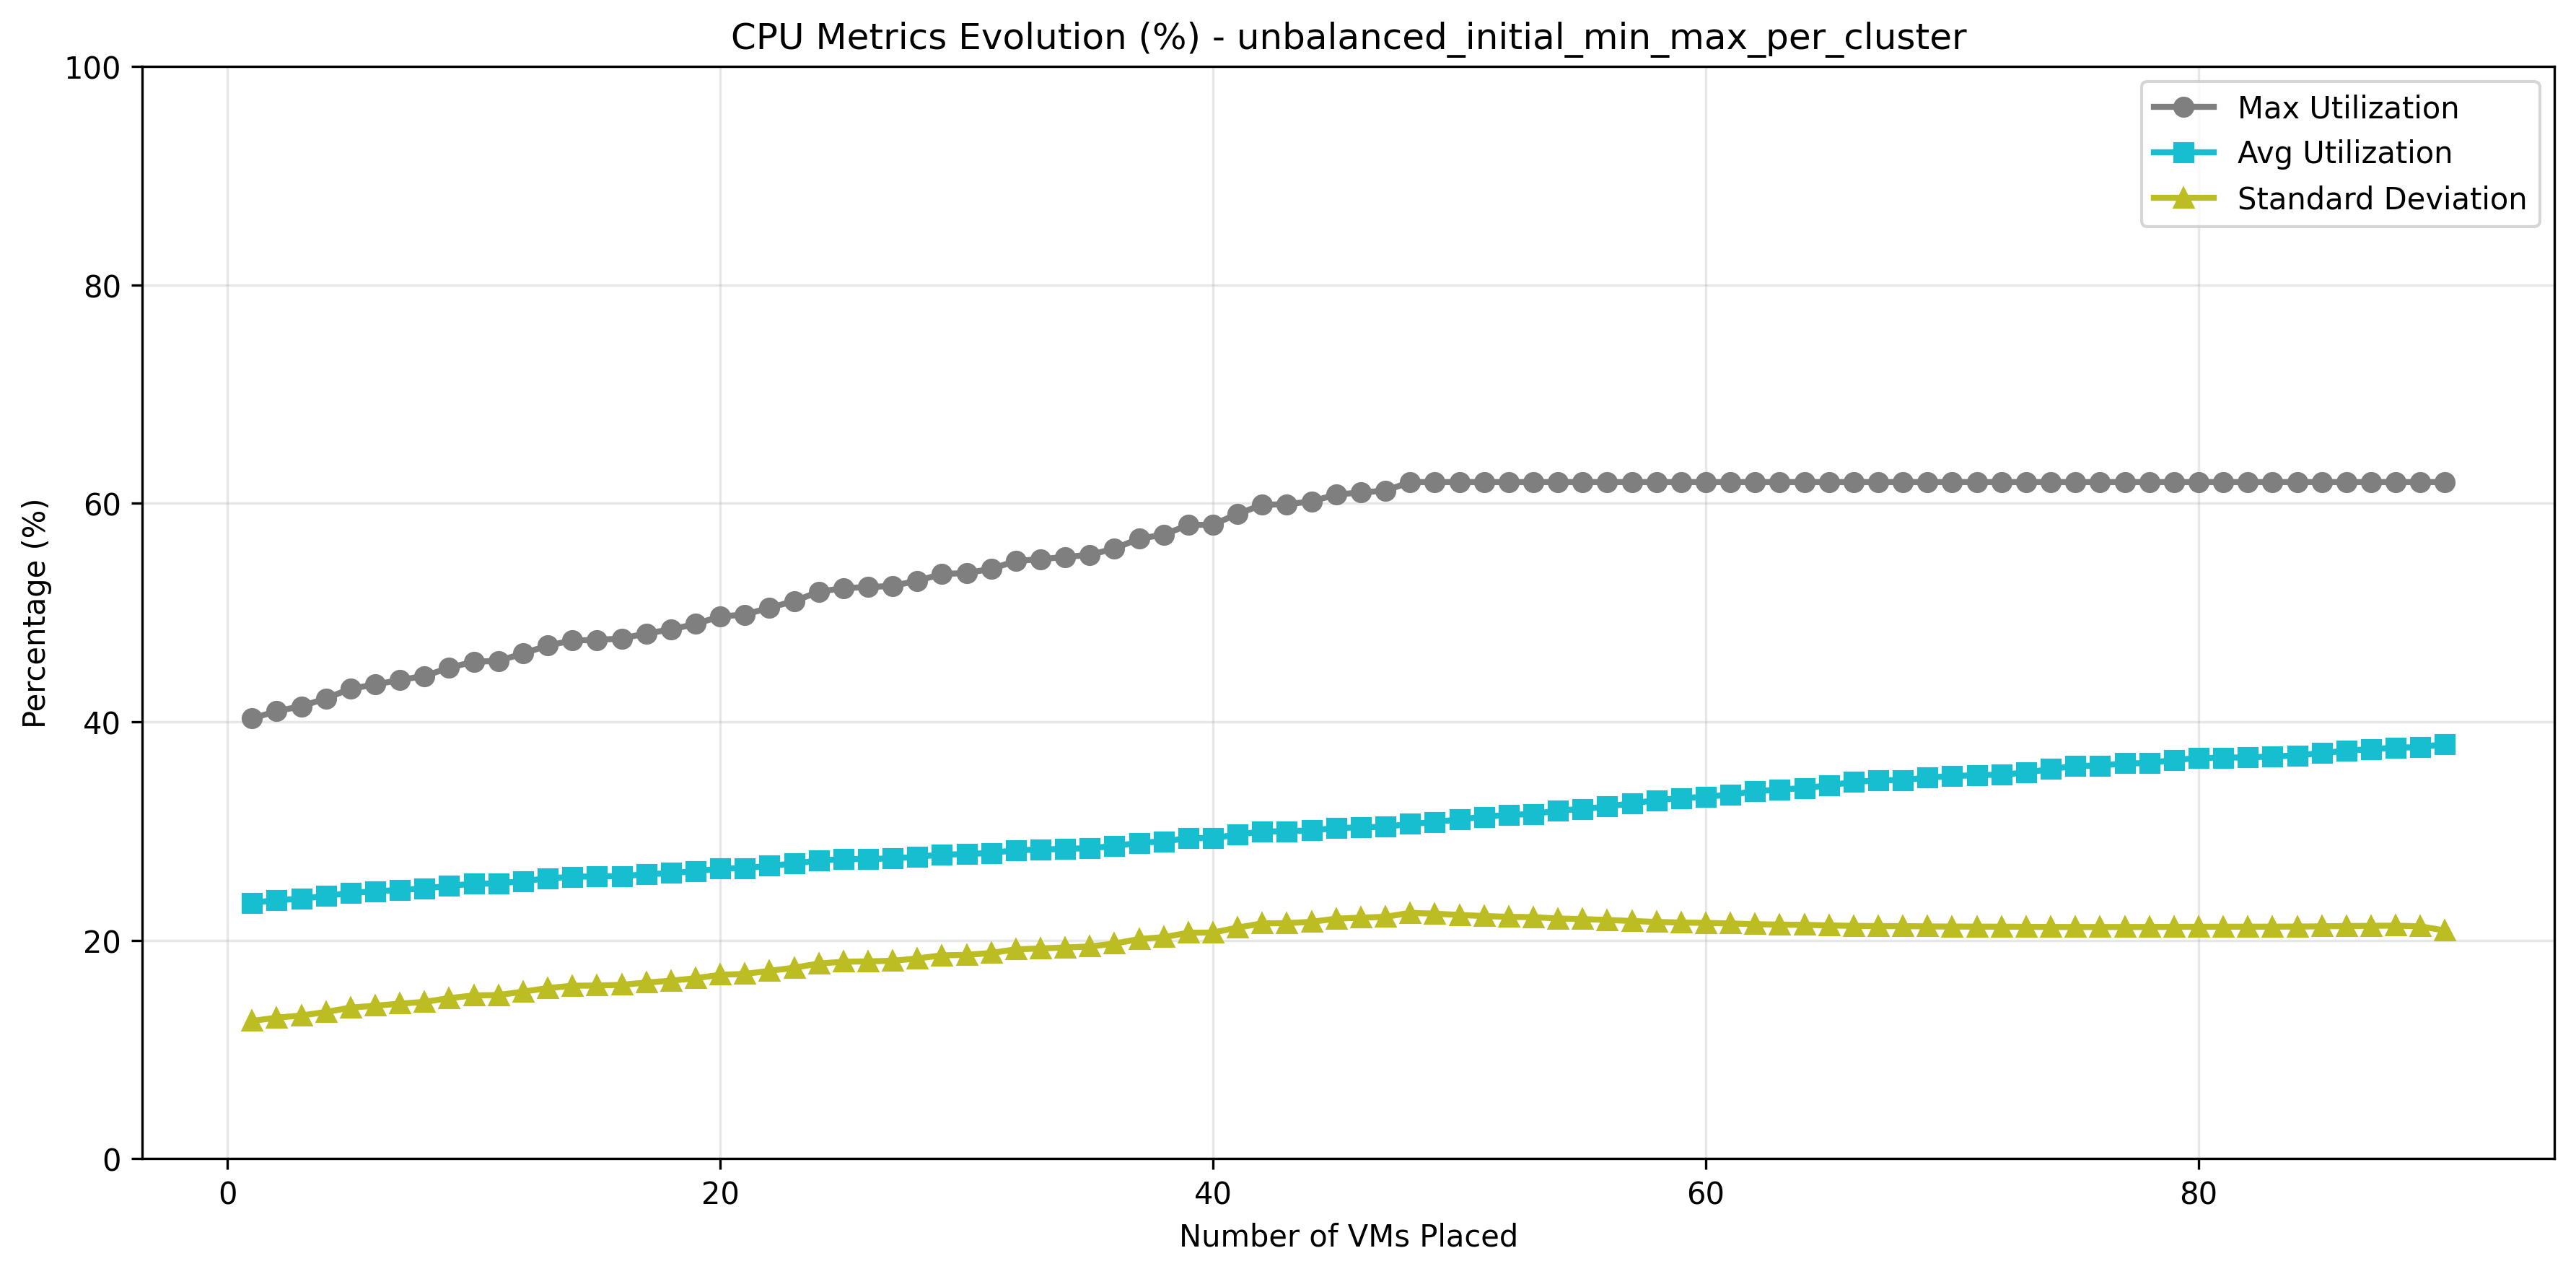 CPU Metrics Evolution (%) - unbalanced_initial_min_max_per_cluster
100
80
60
40
20
0
Percentage (%)
Max Utilization
Avg Utilization
Standard Deviation
0 20 40 60 80
Number of VMs Placed